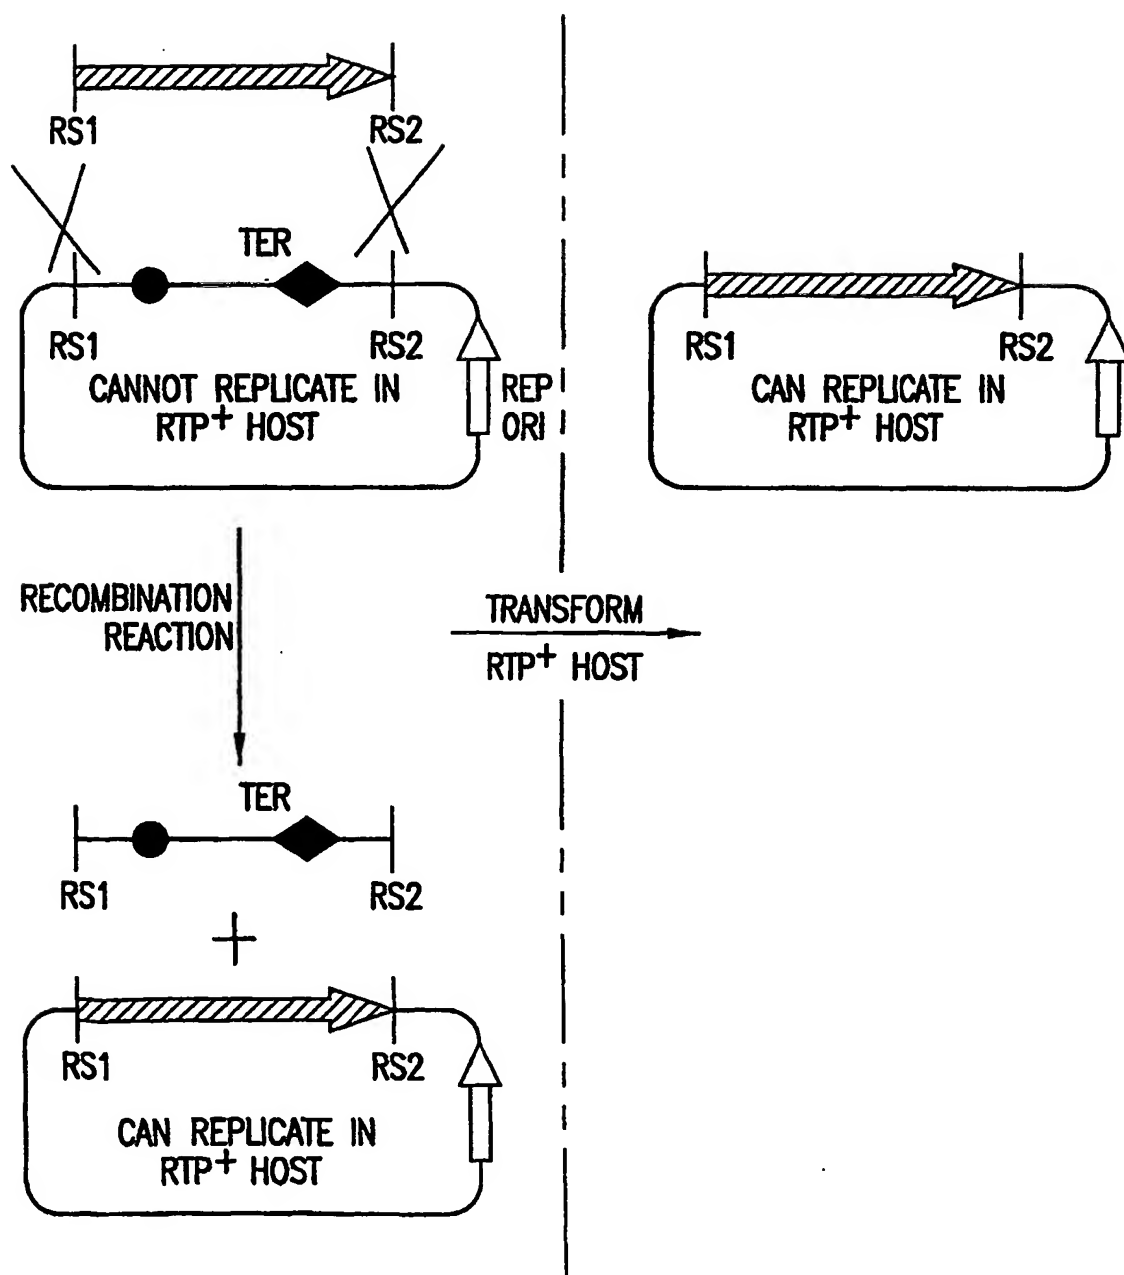 RS1
RS2
TER
RS1
RS2
CANNOT REPLICATE IN
RTP+ HOST
REP
ORI
RS1
RS2
CAN REPLICATE IN
RTP+ HOST
RECOMBINATION
REACTION
TRANSFORM
RTP+ HOST
TER
RS1
RS2
+
RS1
RS2
CAN REPLICATE IN
RTP+ HOST